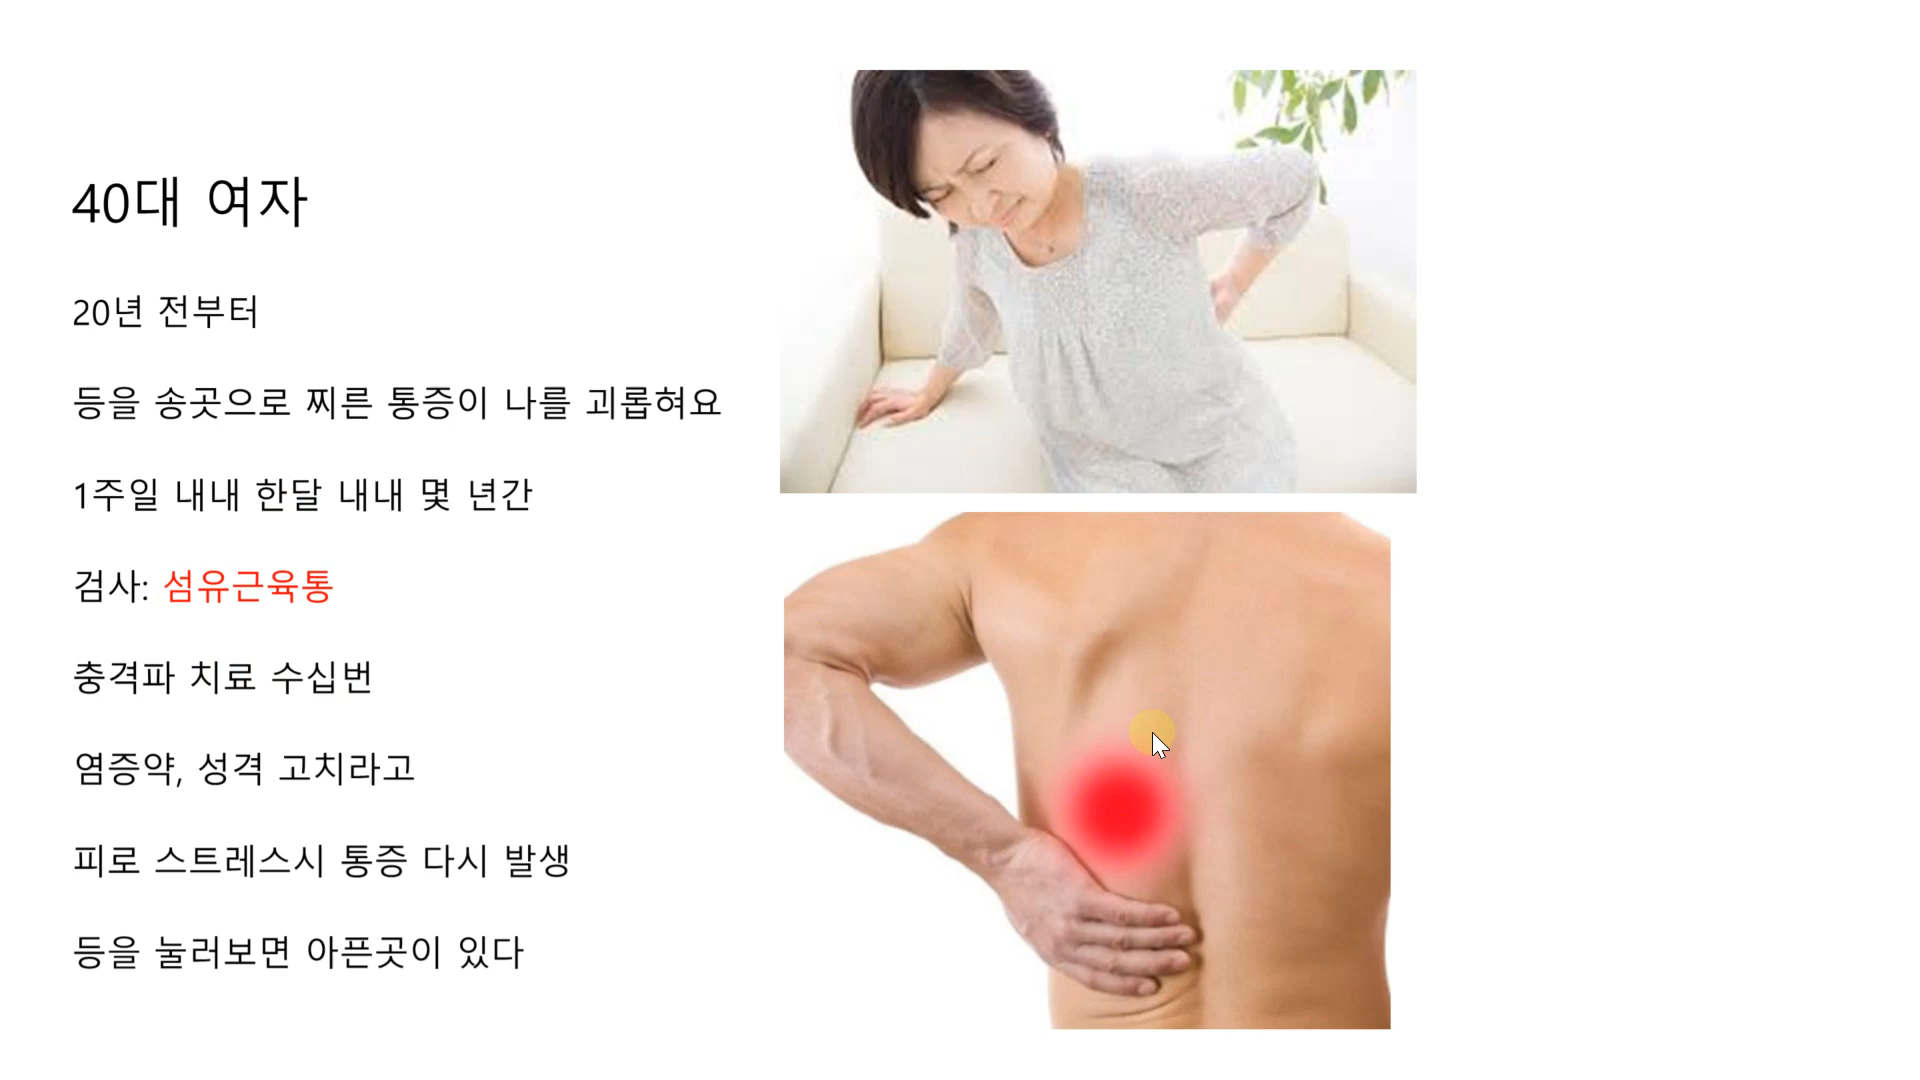 40대 여자
20년 전부터
등을 송곳으로 찌른 통증이 나를 괴롭혀요
1주일 내내 한달 내내 몇 년간
검사: 섬유근육통
충격파 치료 수십번
염증약, 성격 고치라고
피로 스트레스시 통증 다시 발생
등을 눌러보면 아픈곳이 있다